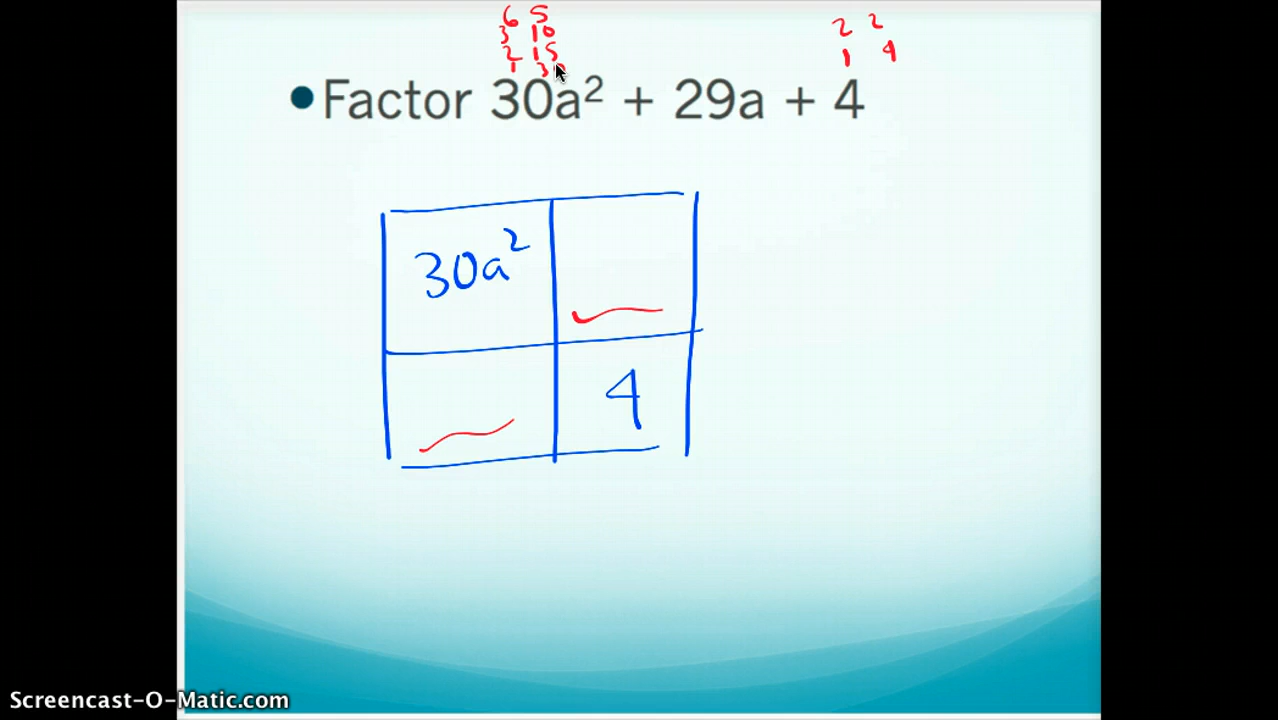 6 5
3 10
2 15
1 30
2 2
1 4
•Factor 30a² + 29a + 4
30a²
4
Screencast-O-Matic.com